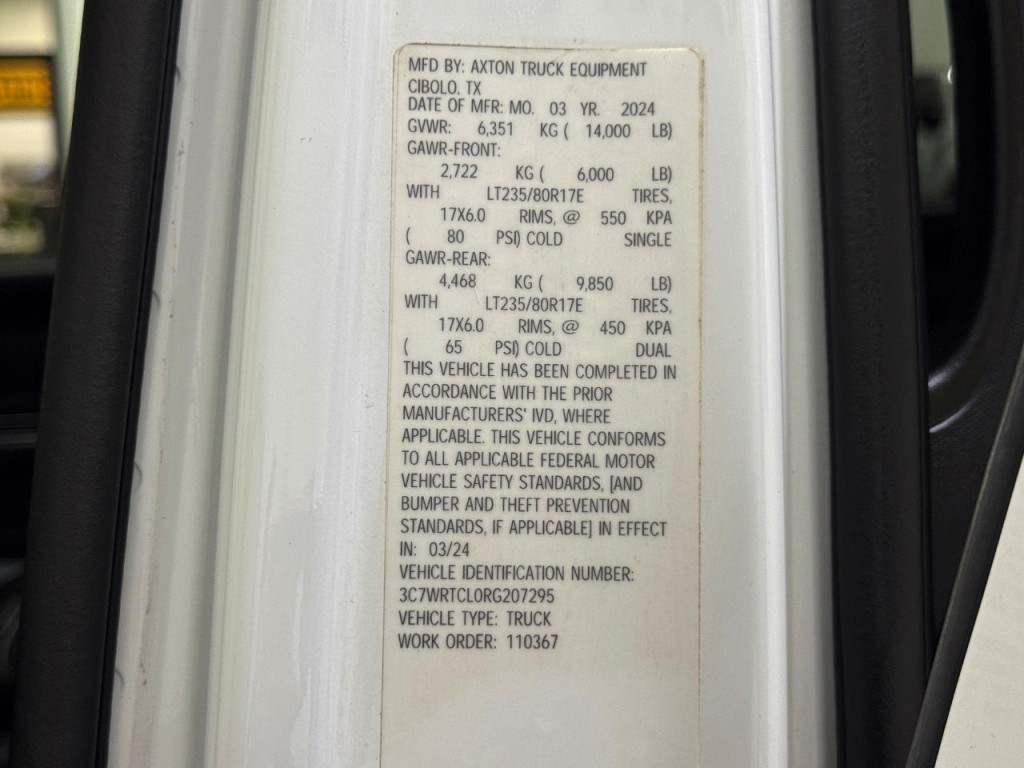 MFD BY: AXTON TRUCK EQUIPMENT
CIBOLO, TX
DATE OF MFR: MO. 03 YR. 2024
GVWR: 6,351 KG ( 14,000 LB)
GAWR-FRONT:
2,722 KG ( 6,000 LB)
WITH LT235/80R17E TIRES,
17X6.0 RIMS, @ 550 KPA
( 80 PSI) COLD SINGLE
GAWR-REAR:
4,468 KG ( 9,850 LB)
WITH LT235/80R17E TIRES,
17X6.0 RIMS, @ 450 KPA
( 65 PSI) COLD DUAL
THIS VEHICLE HAS BEEN COMPLETED IN
ACCORDANCE WITH THE PRIOR
MANUFACTURERS' IVD, WHERE
APPLICABLE. THIS VEHICLE CONFORMS
TO ALL APPLICABLE FEDERAL MOTOR
VEHICLE SAFETY STANDARDS, [AND
BUMPER AND THEFT PREVENTION
STANDARDS, IF APPLICABLE] IN EFFECT
IN: 03/24
VEHICLE IDENTIFICATION NUMBER:
3C7WRTCL0RG207295
VEHICLE TYPE: TRUCK
WORK ORDER: 110367